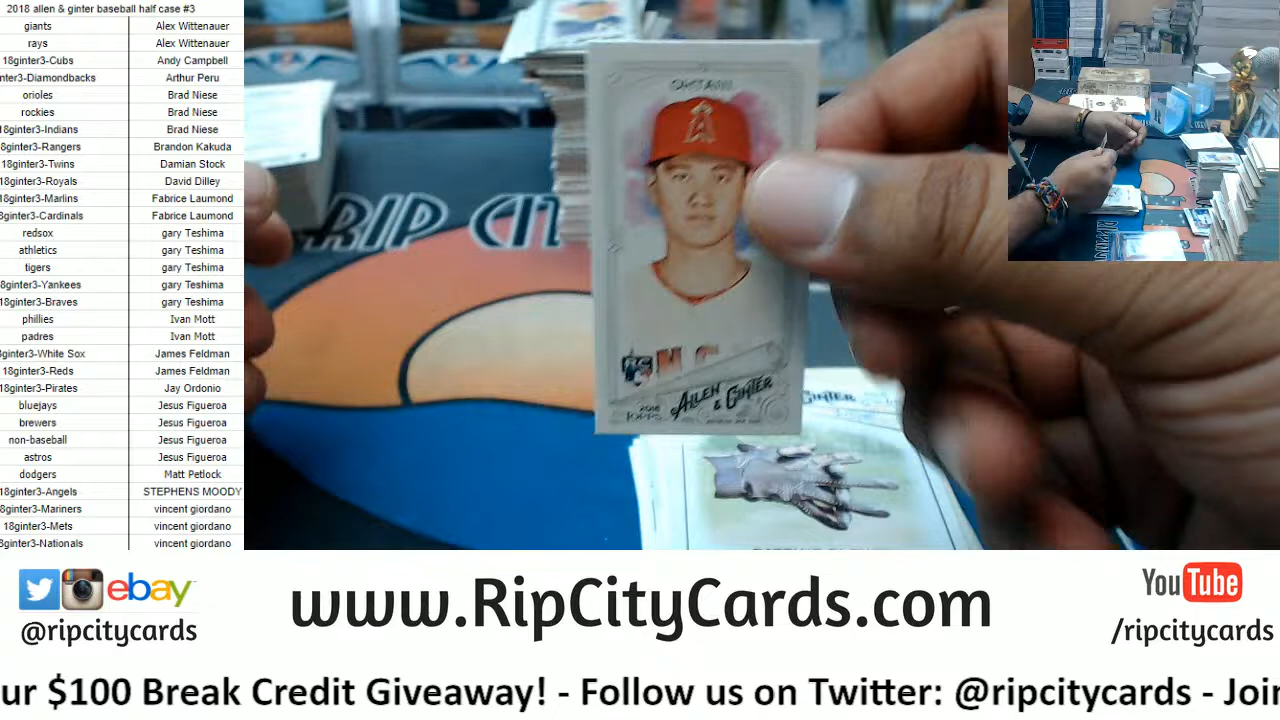 2018 allen & ginter baseball half case #3
giants Alex Wittenauer
rays Alex Wittenauer
18ginter3-Cubs Andy Campbell
nter3-Diamondbacks Arthur Peru
orioles Brad Niese
rockies Brad Niese
18ginter3-Indians Brad Niese
8ginter3-Rangers Brandon Kakuda
18ginter3-Twins Damian Stock
18ginter3-Royals David Dilley
8ginter3-Marlins Fabrice Laumond
ginter3-Cardinals Fabrice Laumond
redsox gary Teshima
athletics gary Teshima
tigers gary Teshima
8ginter3-Yankees gary Teshima
18ginter3-Braves gary Teshima
phillies Ivan Mott
padres Ivan Mott
ginter3-White Sox James Feldman
18ginter3-Reds James Feldman
18ginter3-Pirates Jay Ordonio
bluejays Jesus Figueroa
brewers Jesus Figueroa
non-baseball Jesus Figueroa
astros Jesus Figueroa
dodgers Matt Petlock
18ginter3-Angels STEPHENS MOODY
8ginter3-Mariners vincent giordano
18ginter3-Mets vincent giordano
ginter3-Nationals vincent giordano
OHTANI
A
RIP CIT
RC
2018
TOPPS
ALLEN
& GINTER
GINTER
ebay
@ripcitycards
www.RipCityCards.com
YouTube
/ripcitycards
ur $100 Break Credit Giveaway! - Follow us on Twitter: @ripcitycards - Join